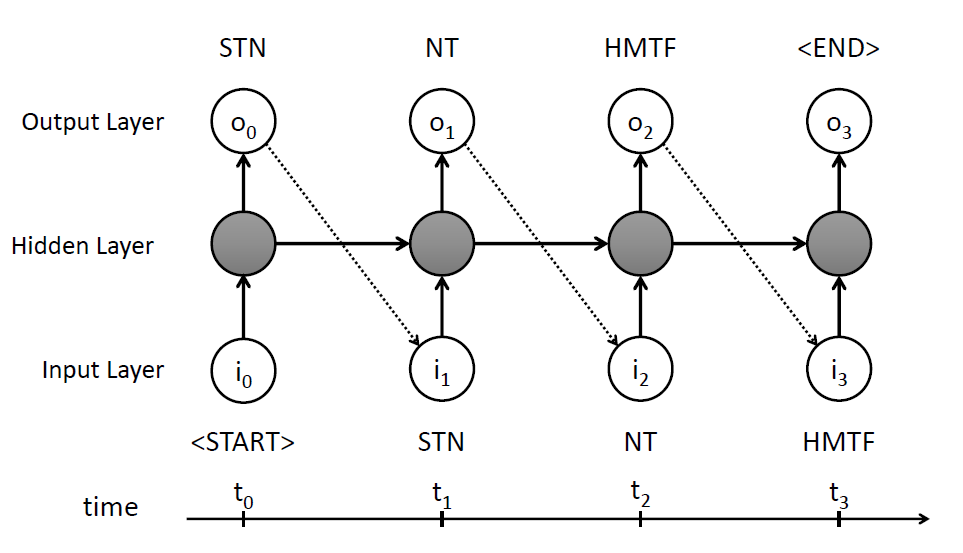 STN NT HMTF <END>
Output Layer o0 o1 o2 o3
Hidden Layer
Input Layer i0 i1 i2 i3
<START> STN NT HMTF
time t0 t1 t2 t3